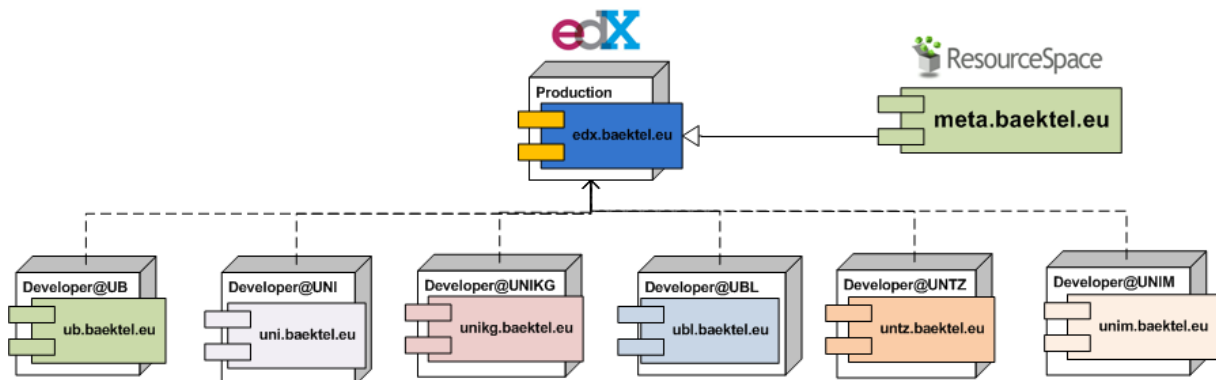 edX
ResourceSpace
Production
edx.baektel.eu
meta.baektel.eu
Developer@UB
ub.baektel.eu
Developer@UNI
uni.baektel.eu
Developer@UNIKG
unikg.baektel.eu
Developer@UBL
ubl.baektel.eu
Developer@UNTZ
untz.baektel.eu
Developer@UNIM
unim.baektel.eu